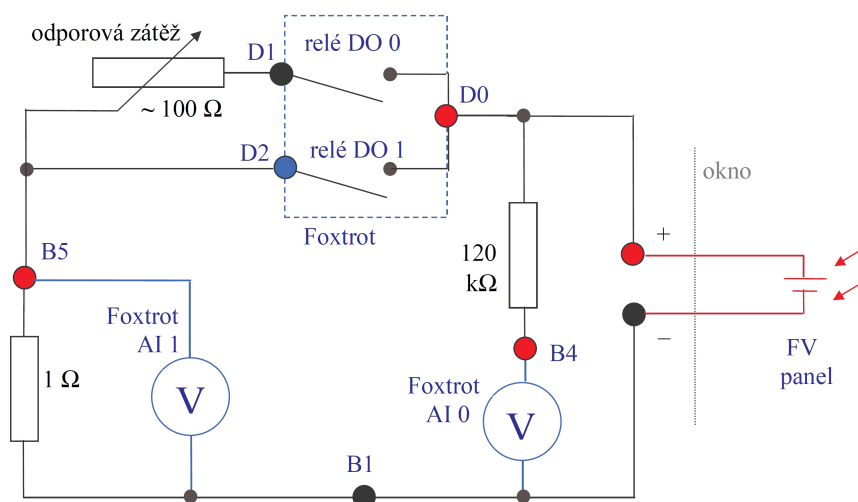 odporová zátěž
D1
relé DO 0
D0
~ 100 Ω
D2
relé DO 1
okno
Foxtrot
B5
120
kΩ
+
Foxtrot
AI 1
B4
−
1 Ω
V
Foxtrot
AI 0
V
FV
panel
B1